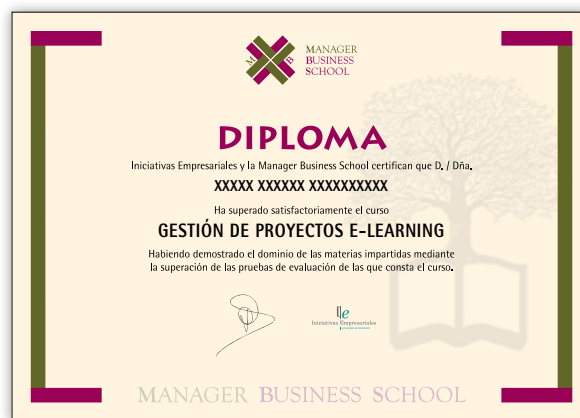 M B
MANAGER
BUSINESS
SCHOOL
DIPLOMA
Iniciativas Empresariales y la Manager Business School certifican que D. / Dña.
XXXXX XXXXXX XXXXXXXXXX
Ha superado satisfactoriamente el curso
GESTIÓN DE PROYECTOS E-LEARNING
Habiendo demostrado el dominio de las materias impartidas mediante
la superación de las pruebas de evaluación de las que consta el curso.
Iniciativas Empresariales
MANAGER BUSINESS SCHOOL